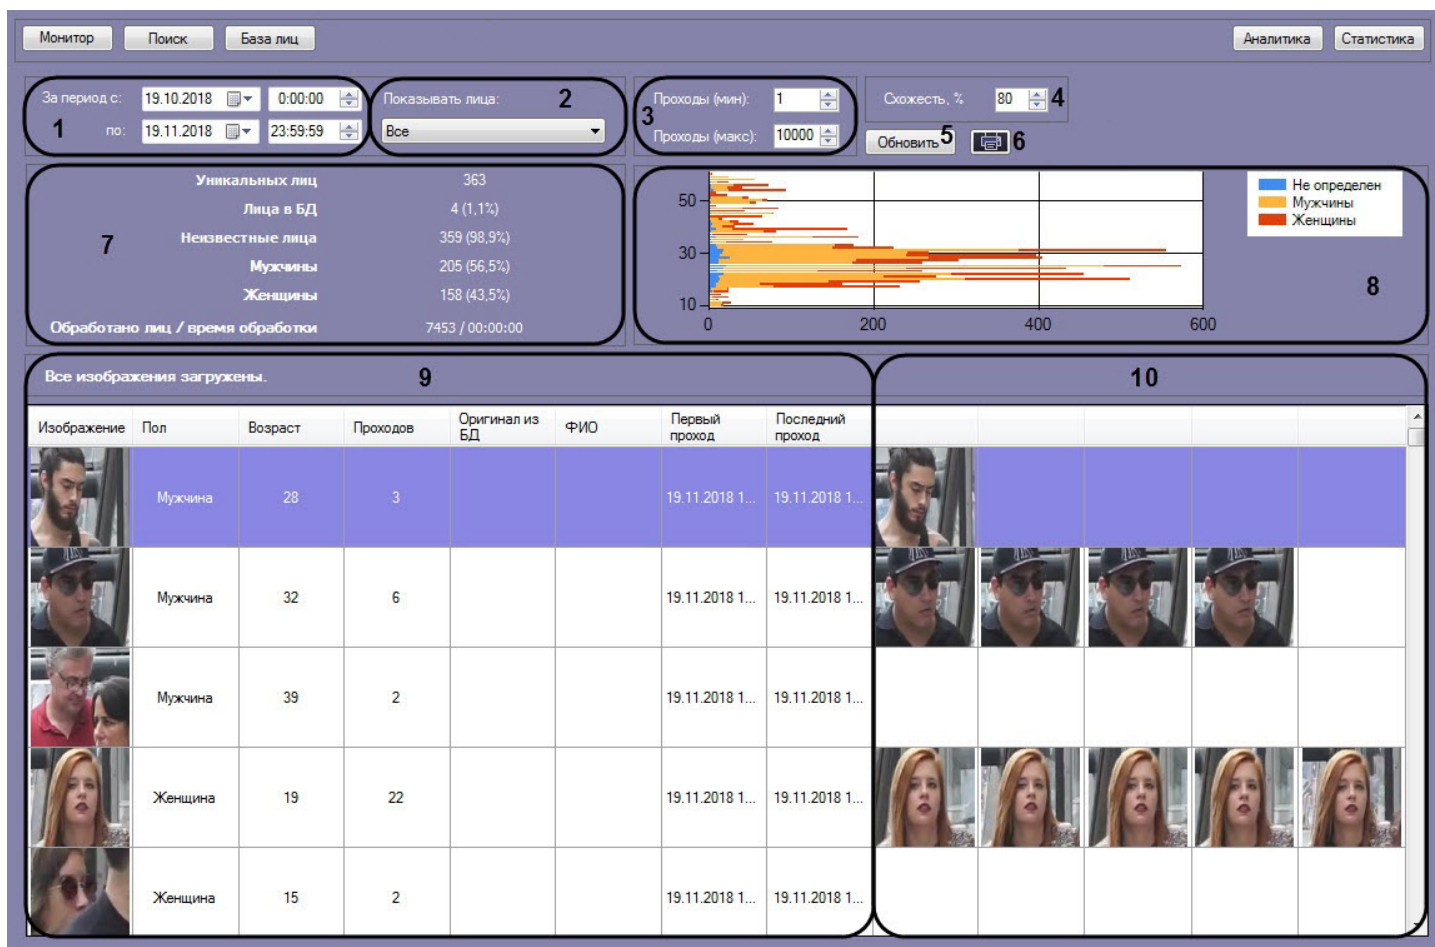 Монитор Поиск База лиц Аналитика Статистика
За период с: 19.10.2018 0:00:00 Показывать лица: 2 Проходы (мин): 1 Схожесть, % 80 4
1 по: 19.11.2018 23:59:59 Все 3 Проходы (макс): 10000 Обновить 5 6
Уникальных лиц 363
Лица в БД 4 (1,1%)
7 Неизвестные лица 359 (98,9%)
Мужчины 205 (56,5%)
Женщины 158 (43,5%)
Обработано лиц / время обработки 7453 / 00:00:00
50
30
10
0 200 400 600
Не определен
Мужчины
Женщины
8
Все изображения загружены. 9 10
Изображение Пол Возраст Проходов Оригинал из БД ФИО Первый проход Последний проход
Мужчина 28 3 19.11.2018 1... 19.11.2018 1...
Мужчина 32 6 19.11.2018 1... 19.11.2018 1...
Мужчина 39 2 19.11.2018 1... 19.11.2018 1...
Женщина 19 22 19.11.2018 1... 19.11.2018 1...
Женщина 15 2 19.11.2018 1... 19.11.2018 1...